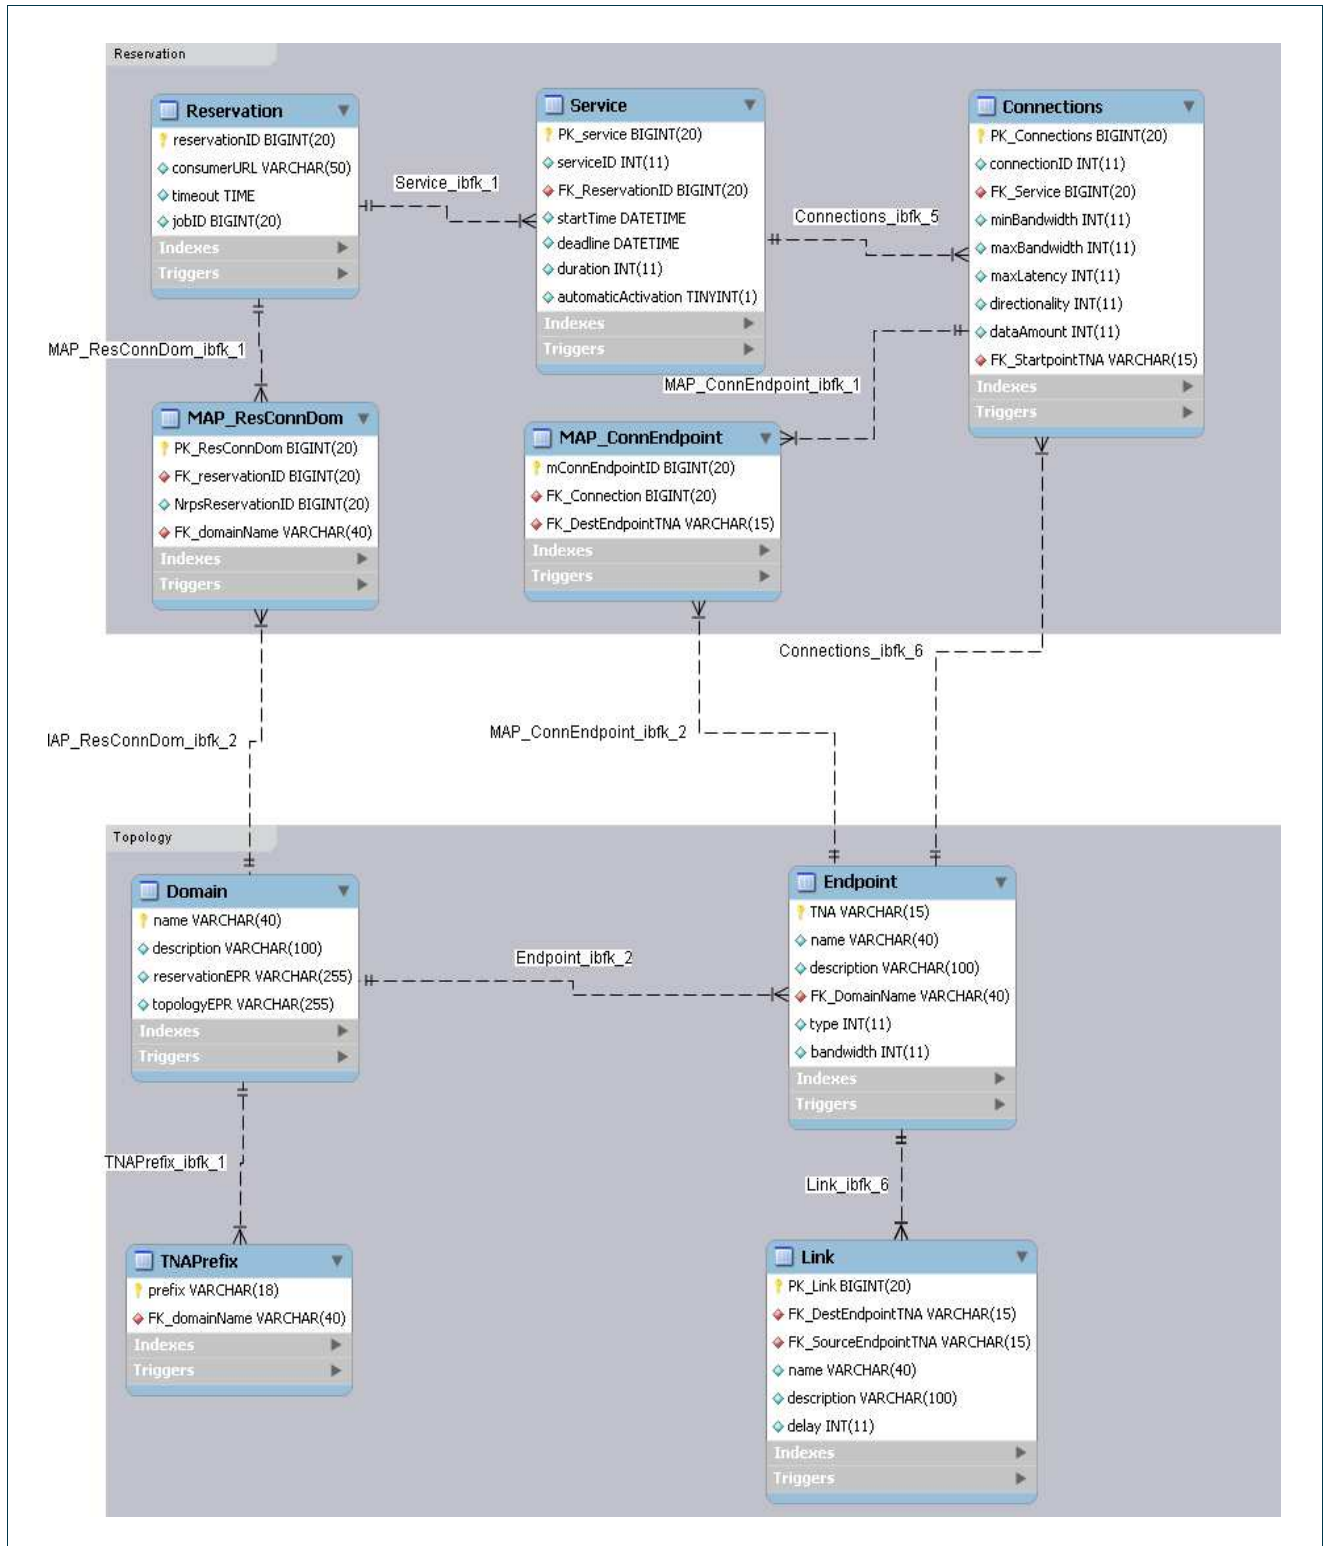 Reservation
Reservation
reservationID BIGINT(20)
consumerURL VARCHAR(50)
timeout TIME
jobID BIGINT(20)
Indexes
Triggers
Service_ibfk_1
Service
PK_service BIGINT(20)
serviceID INT(11)
FK_ReservationID BIGINT(20)
startTime DATETIME
deadline DATETIME
duration INT(11)
automaticActivation TINYINT(1)
Indexes
Triggers
Connections_ibfk_5
Connections
PK_Connections BIGINT(20)
connectionID INT(11)
FK_Service BIGINT(20)
minBandwidth INT(11)
maxBandwidth INT(11)
maxLatency INT(11)
directionality INT(11)
dataAmount INT(11)
FK_StartpointTNA VARCHAR(15)
Indexes
Triggers
MAP_ResConnDom_ibfk_1
MAP_ConnEndpoint_ibfk_1
MAP_ResConnDom
PK_ResConnDom BIGINT(20)
FK_reservationID BIGINT(20)
NrpsReservationID BIGINT(20)
FK_domainName VARCHAR(40)
Indexes
Triggers
MAP_ConnEndpoint
mConnEndpointID BIGINT(20)
FK_Connection BIGINT(20)
FK_DestEndpointTNA VARCHAR(15)
Indexes
Triggers
Connections_ibfk_6
MAP_ConnEndpoint_ibfk_2
IAP_ResConnDom_ibfk_2
Topology
Domain
name VARCHAR(40)
description VARCHAR(100)
reservationEPR VARCHAR(255)
topologyEPR VARCHAR(255)
Indexes
Triggers
Endpoint_ibfk_2
Endpoint
TNA VARCHAR(15)
name VARCHAR(40)
description VARCHAR(100)
FK_DomainName VARCHAR(40)
type INT(11)
bandwidth INT(11)
Indexes
Triggers
TNAPrefix_ibfk_1
Link_ibfk_6
TNAPrefix
prefix VARCHAR(18)
FK_domainName VARCHAR(40)
Indexes
Triggers
Link
PK_Link BIGINT(20)
FK_DestEndpointTNA VARCHAR(15)
FK_SourceEndpointTNA VARCHAR(15)
name VARCHAR(40)
description VARCHAR(100)
delay INT(11)
Indexes
Triggers